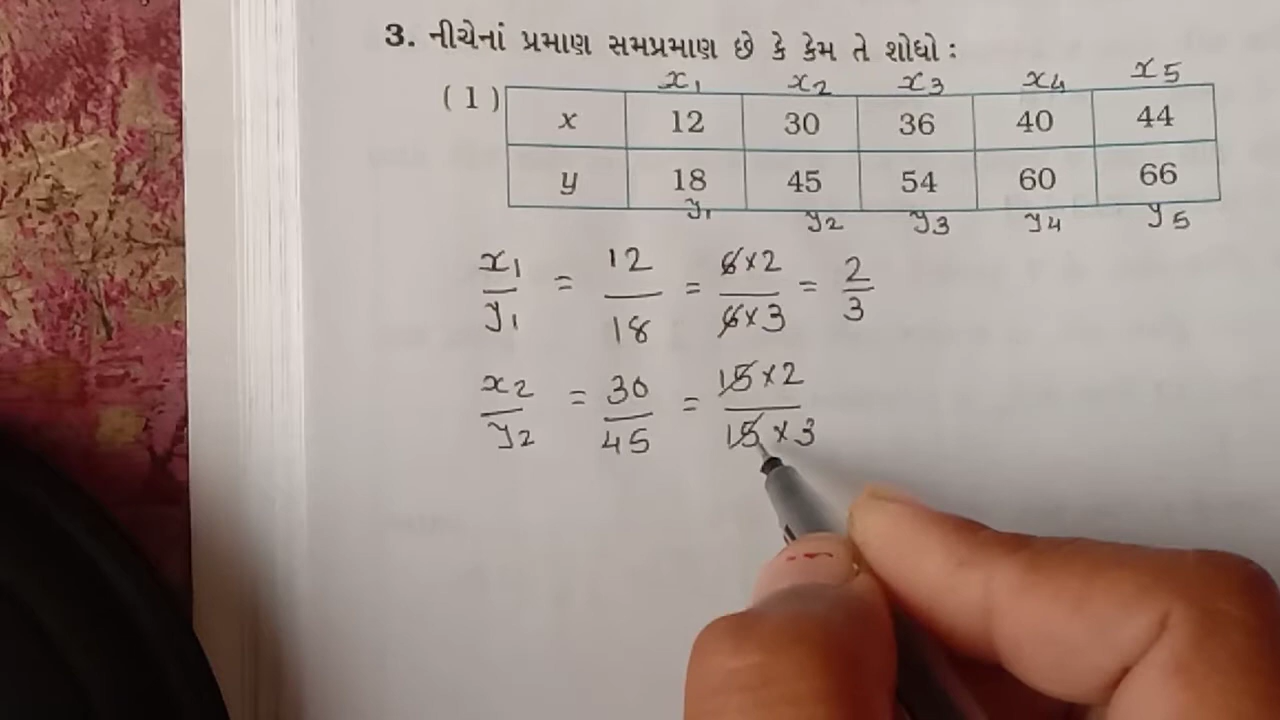 3. નીચેનાં પ્રમાણ સમપ્રમાણ છે કે કેમ તે શોધો :
x1 x2 x3 x4 x5
(1) x 12 30 36 40 44
y 18 45 54 60 66
y1 y2 y3 y4 y5
x1/y1 = 12/18 = 6×2/6×3 = 2/3
x2/y2 = 30/45 = 15×2/15×3